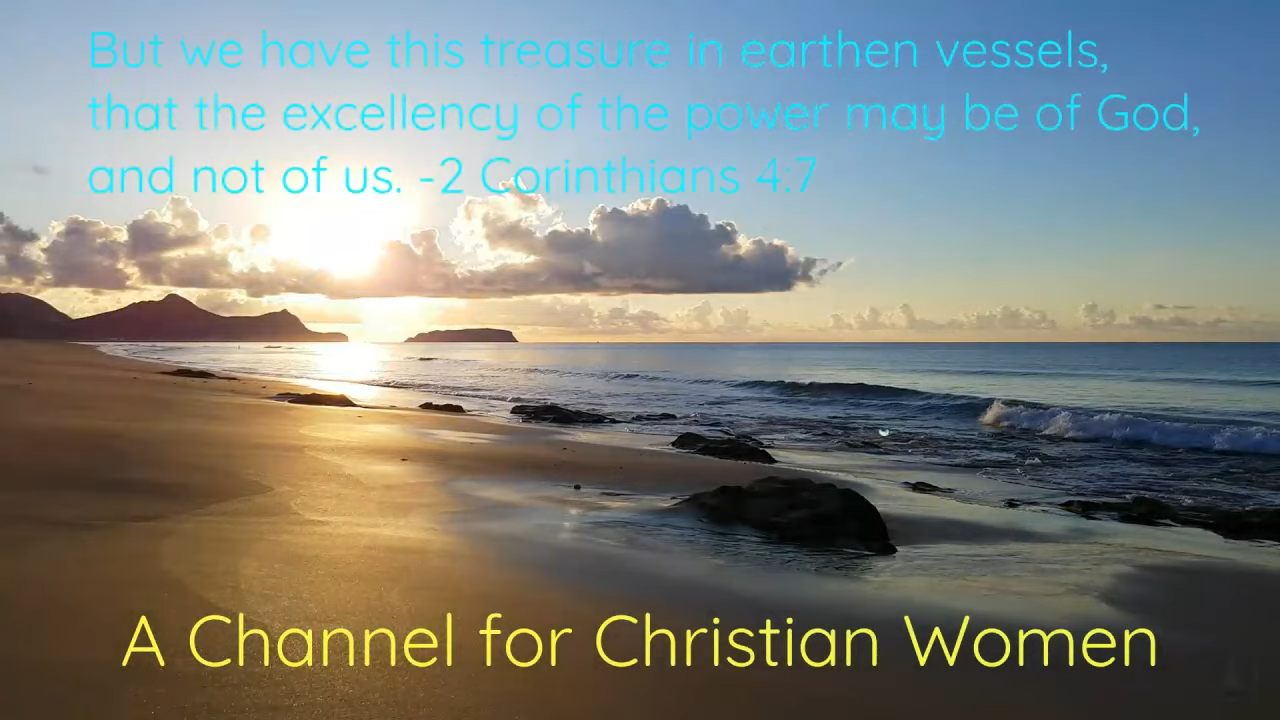 But we have this treasure in earthen vessels,
that the excellency of the power may be of God,
and not of us. -2 Corinthians 4:7
A Channel for Christian Women